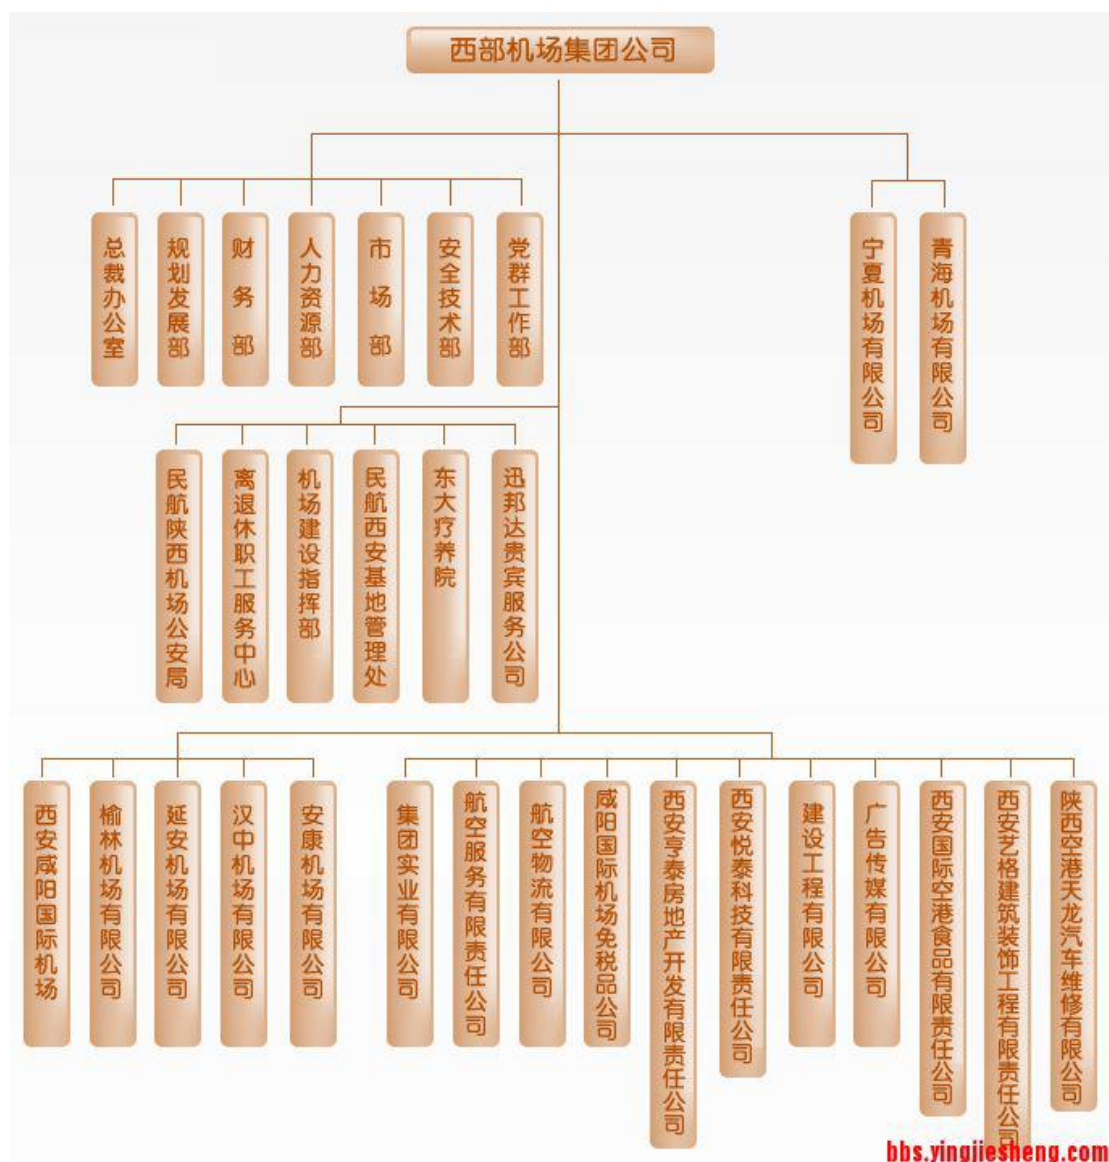 西部机场集团公司
总裁办公室
规划发展部
财务部
人力资源部
市场部
安全技术部
党群工作部
宁夏机场有限公司
青海机场有限公司
民航陕西机场公安局
离退休职工服务中心
机场建设指挥部
民航西安基地管理处
东大疗养院
迅邦达贵宾服务公司
西安咸阳国际机场
榆林机场有限公司
延安机场有限公司
汉中机场有限公司
安康机场有限公司
集团实业有限公司
航空服务有限责任公司
航空物流有限公司
咸阳国际机场免税品公司
西安亨泰房地产开发有限责任公司
西安悦泰科技有限责任公司
建设工程有限公司
广告传媒有限公司
西安国际空港食品有限责任公司
西安艺格建筑装饰工程有限责任公司
陕西空港天龙汽车维修有限公司
bbs.yingjiesheng.com